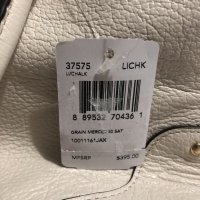 37575 LICHK
LI/CHALK
8 89532 70436 1
GRAIN MERCER 30 SAT
10011161JAX
MFSRP $395.00